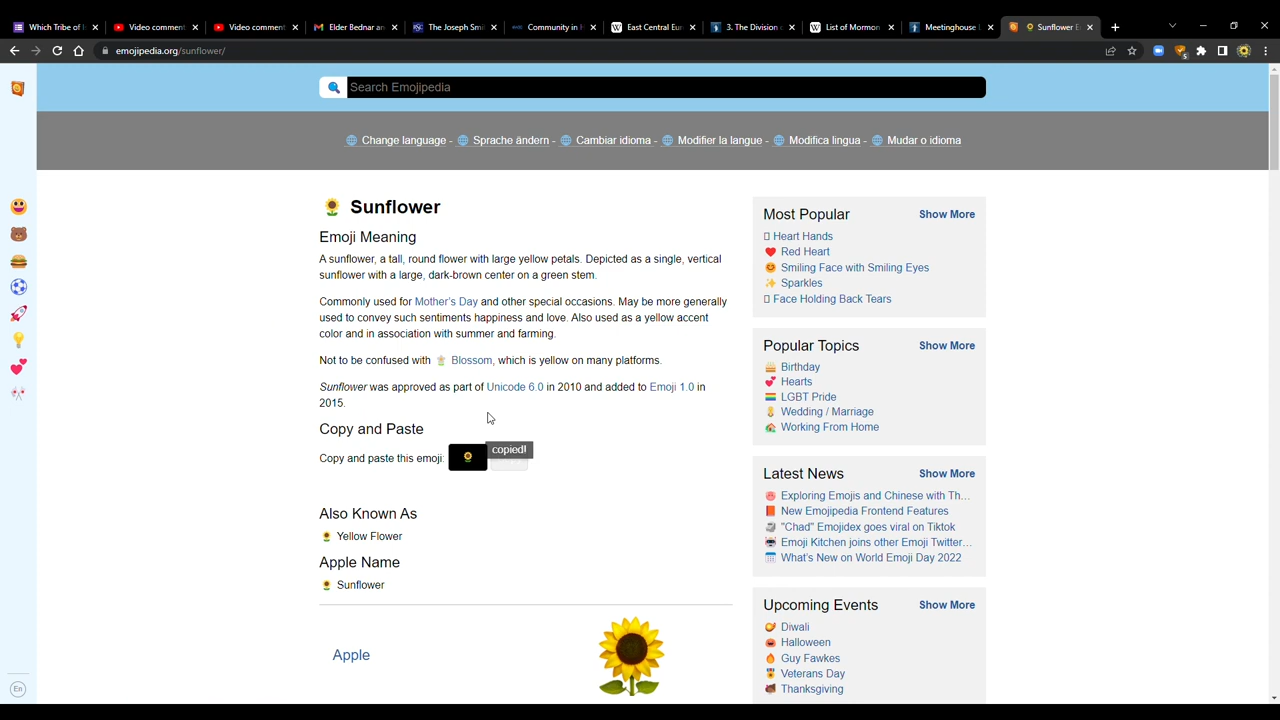 Which Tribe of I
Video comment
Video comment
Elder Bednar an
The Joseph Smi
Community in H
East Central Eur
3. The Division o
List of Mormon
Meetinghouse L
Sunflower E
emojipedia.org/sunflower/
5
Search Emojipedia
Change language - Sprache ändern - Cambiar idioma - Modifier la langue - Modifica lingua - Mudar o idioma
Sunflower
Emoji Meaning
A sunflower, a tall, round flower with large yellow petals. Depicted as a single, vertical
sunflower with a large, dark-brown center on a green stem.
Commonly used for Mother's Day and other special occasions. May be more generally
used to convey such sentiments happiness and love. Also used as a yellow accent
color and in association with summer and farming.
Not to be confused with Blossom, which is yellow on many platforms.
Sunflower was approved as part of Unicode 6.0 in 2010 and added to Emoji 1.0 in
2015.
Copy and Paste
Copy and paste this emoji:
copied!
Also Known As
Yellow Flower
Apple Name
Sunflower
Apple
Most Popular Show More
Heart Hands
Red Heart
Smiling Face with Smiling Eyes
Sparkles
Face Holding Back Tears
Popular Topics Show More
Birthday
Hearts
LGBT Pride
Wedding / Marriage
Working From Home
Latest News Show More
Exploring Emojis and Chinese with Th...
New Emojipedia Frontend Features
"Chad" Emojidex goes viral on Tiktok
Emoji Kitchen joins other Emoji Twitter...
What's New on World Emoji Day 2022
Upcoming Events Show More
Diwali
Halloween
Guy Fawkes
Veterans Day
Thanksgiving
En